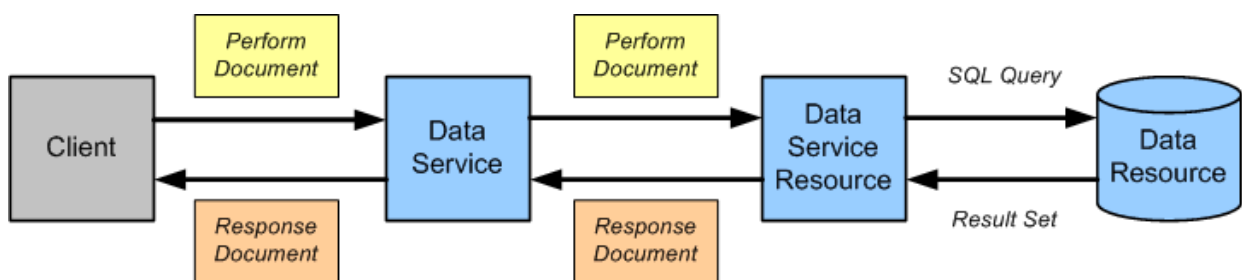 Perform
Document
Perform
Document
SQL Query
Client
Data
Service
Data
Service
Resource
Data
Resource
Response
Document
Response
Document
Result Set